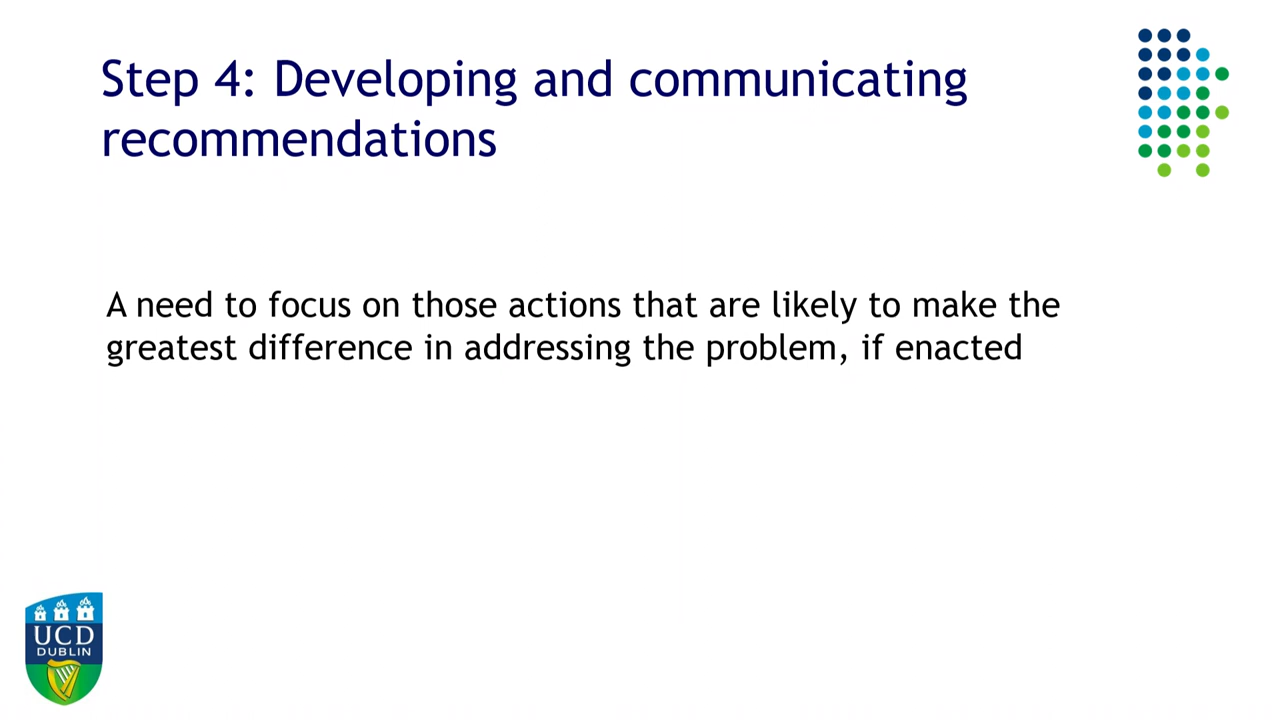 Step 4: Developing and communicating
recommendations
A need to focus on those actions that are likely to make the
greatest difference in addressing the problem, if enacted
UCD
DUBLIN